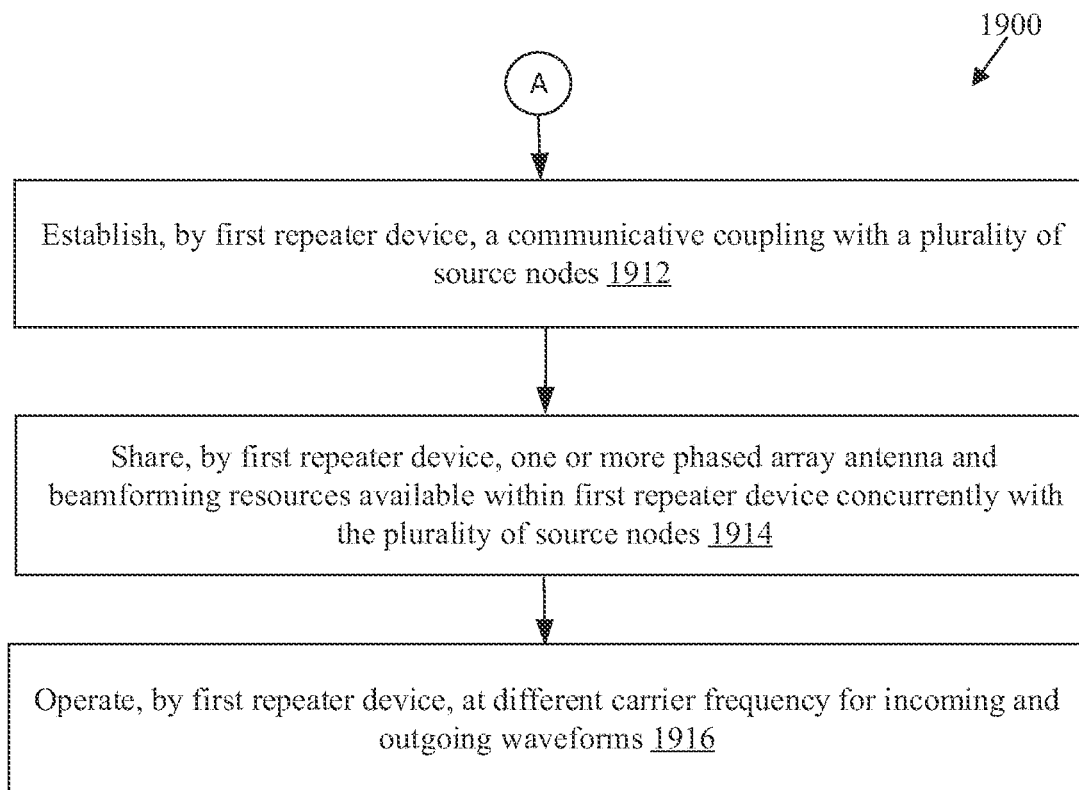 1900
A
Establish, by first repeater device, a communicative coupling with a plurality of
source nodes 1912
Share, by first repeater device, one or more phased array antenna and
beamforming resources available within first repeater device concurrently with
the plurality of source nodes 1914
Operate, by first repeater device, at different carrier frequency for incoming and
outgoing waveforms 1916